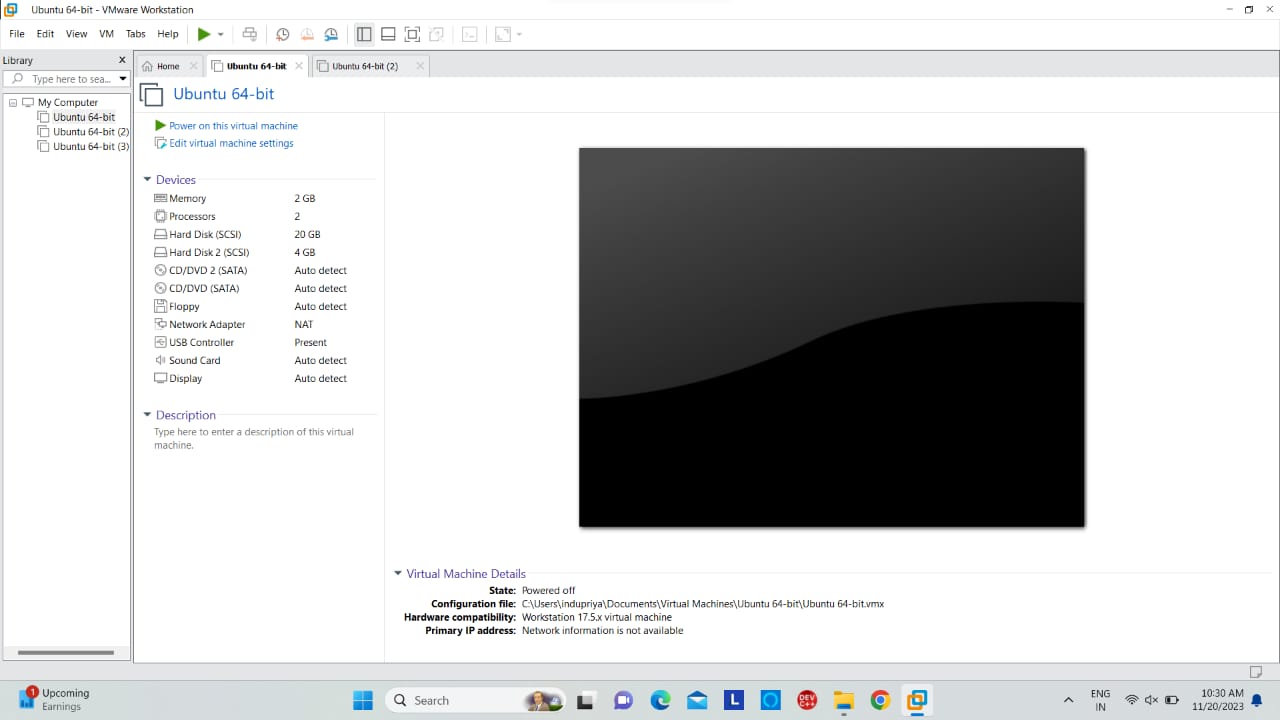 Ubuntu 64-bit - VMware Workstation
File Edit View VM Tabs Help
Library
Type here to sea...
My Computer
Ubuntu 64-bit
Ubuntu 64-bit (2)
Ubuntu 64-bit (3)
Home Ubuntu 64-bit Ubuntu 64-bit (2)
Ubuntu 64-bit
Power on this virtual machine
Edit virtual machine settings
Devices
Memory 2 GB
Processors 2
Hard Disk (SCSI) 20 GB
Hard Disk 2 (SCSI) 4 GB
CD/DVD 2 (SATA) Auto detect
CD/DVD (SATA) Auto detect
Floppy Auto detect
Network Adapter NAT
USB Controller Present
Sound Card Auto detect
Display Auto detect
Description
Type here to enter a description of this virtual
machine.
Virtual Machine Details
State: Powered off
Configuration file: C:\Users\indupriya\Documents\Virtual Machines\Ubuntu 64-bit\Ubuntu 64-bit.vmx
Hardware compatibility: Workstation 17.5.x virtual machine
Primary IP address: Network information is not available
1
Upcoming
Earnings
Search
L
DEV
C++
ENG
IN
10:30 AM
11/20/2023